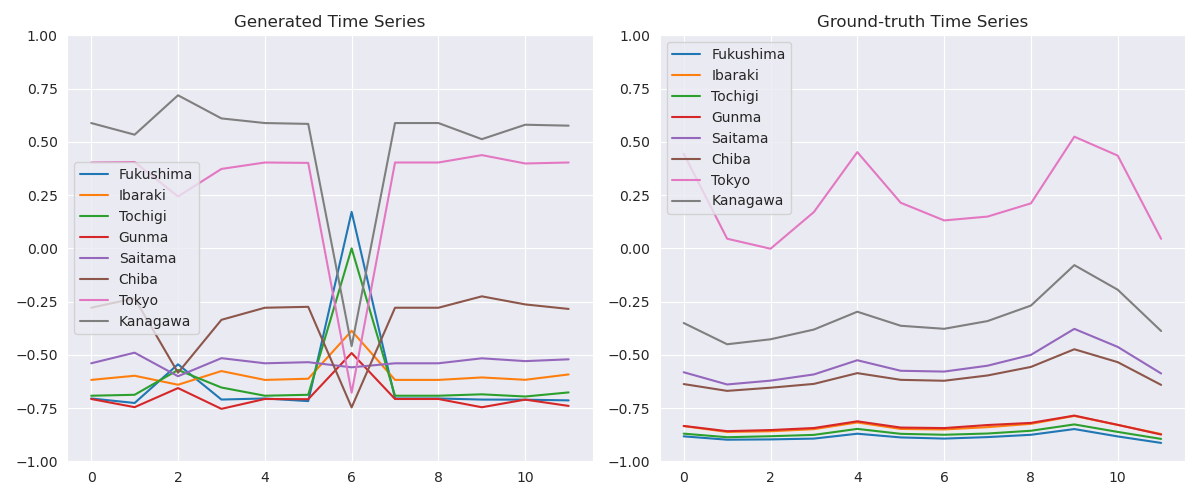 Generated Time Series
1.00
0.75
0.50
0.25
0.00
−0.25
−0.50
−0.75
−1.00
0 2 4 6 8 10
Fukushima
Ibaraki
Tochigi
Gunma
Saitama
Chiba
Tokyo
Kanagawa
Ground-truth Time Series
1.00
0.75
0.50
0.25
0.00
−0.25
−0.50
−0.75
−1.00
0 2 4 6 8 10
Fukushima
Ibaraki
Tochigi
Gunma
Saitama
Chiba
Tokyo
Kanagawa